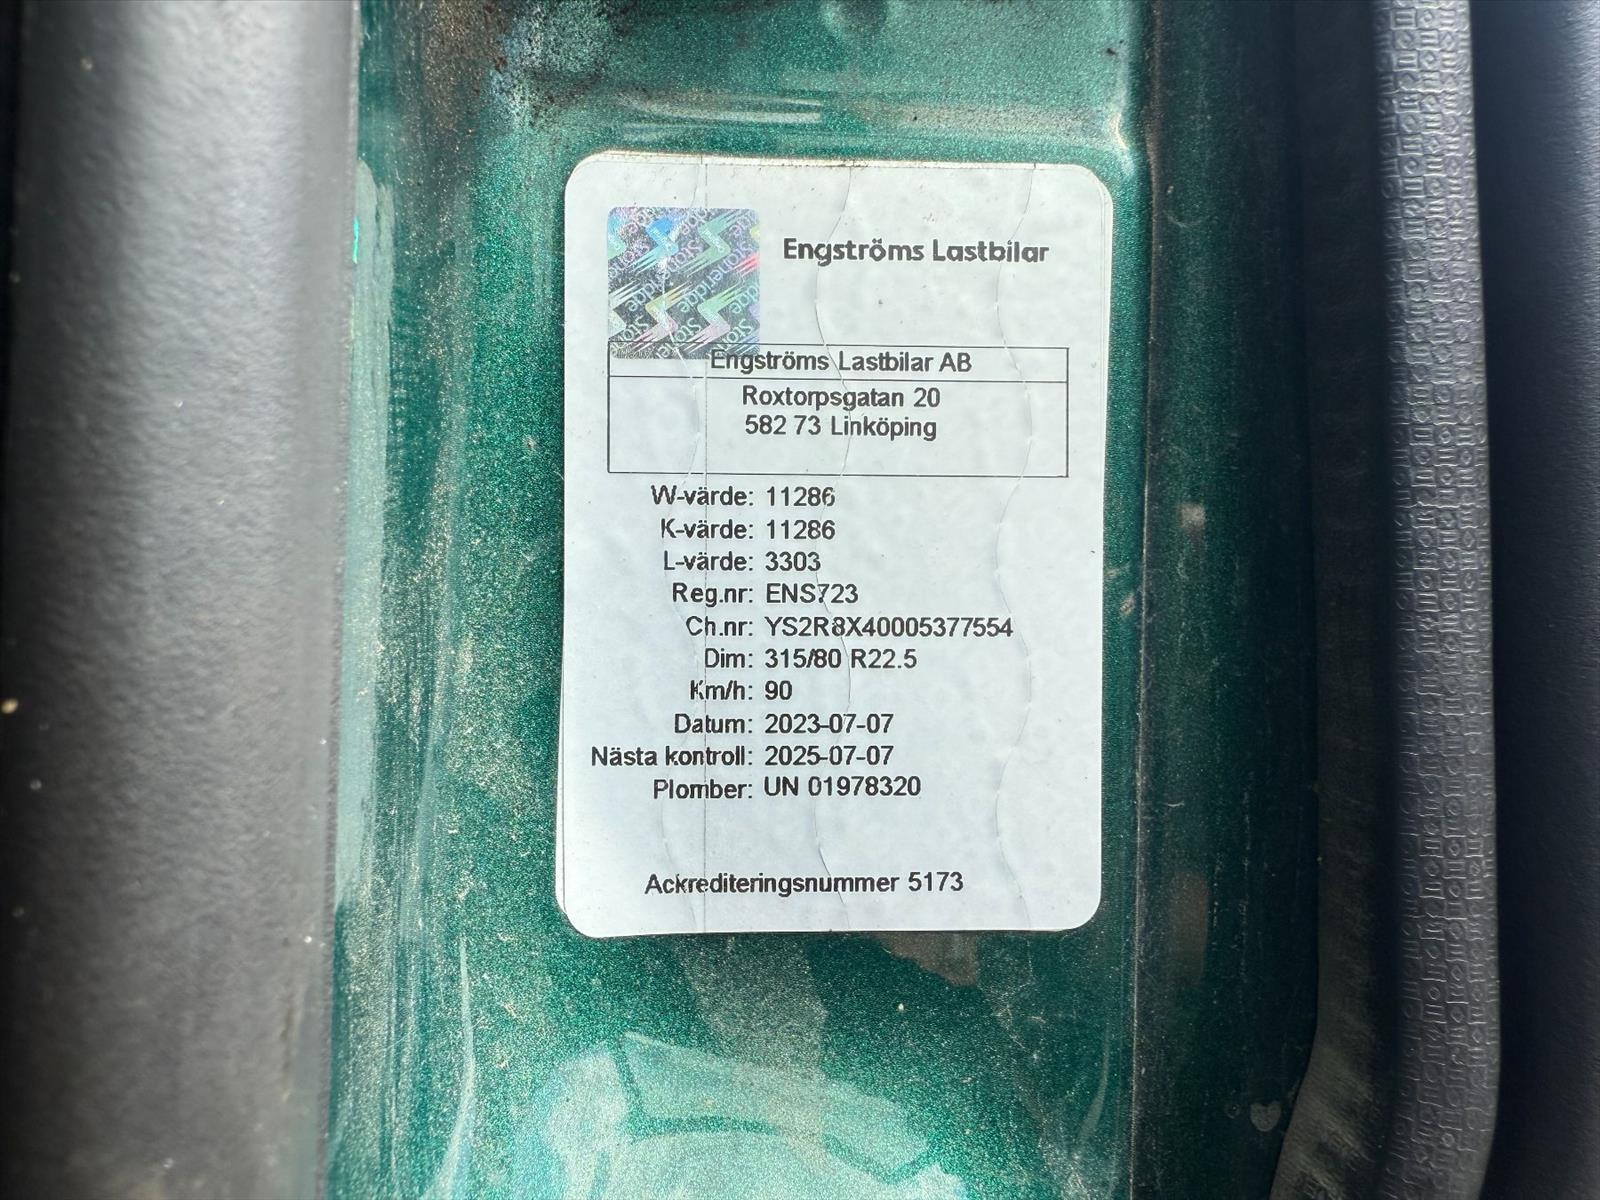 Engströms Lastbilar
Stoneridge
Engströms Lastbilar AB
Roxtorpsgatan 20
582 73 Linköping
W-värde: 11286
K-värde: 11286
L-värde: 3303
Reg.nr: ENS723
Ch.nr: YS2R8X40005377554
Dim: 315/80 R22.5
Km/h: 90
Datum: 2023-07-07
Nästa kontroll: 2025-07-07
Plomber: UN 01978320
Ackrediteringsnummer 5173